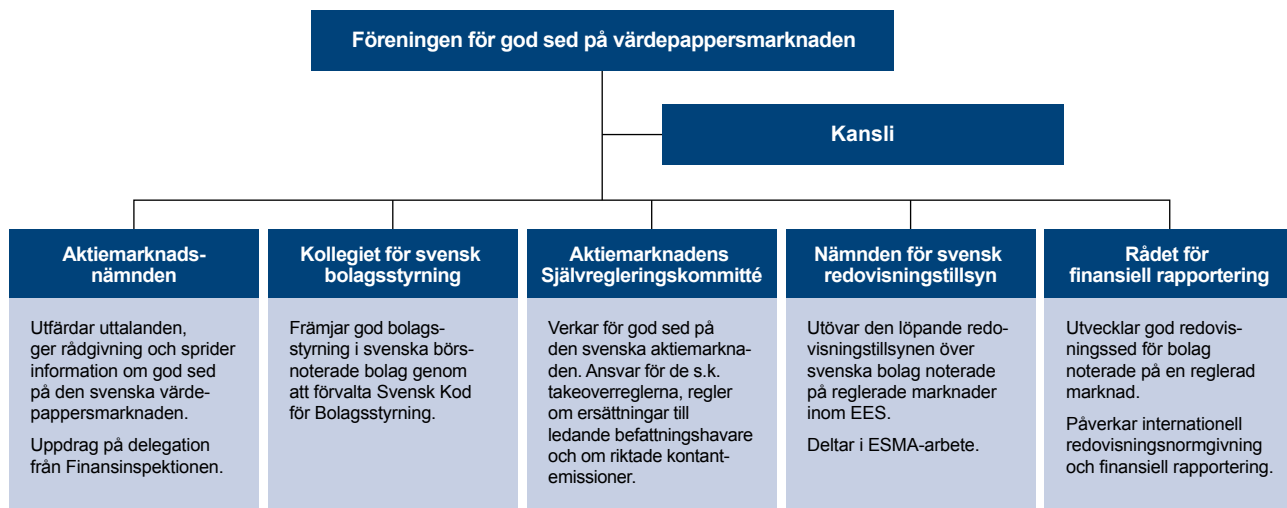 Föreningen för god sed på värdepappersmarknaden
Kansli
Aktiemarknads-
nämnden
Utfärdar uttalanden,
ger rådgivning och sprider
information om god sed
på den svenska värde-
pappersmarknaden.
Uppdrag på delegation
från Finansinspektionen.
Kollegiet för svensk
bolagsstyrning
Främjar god bolags-
styrning i svenska börs-
noterade bolag genom
att förvalta Svensk Kod
för Bolagsstyrning.
Aktiemarknadens
Självregleringskommitté
Verkar för god sed på
den svenska aktiemarkna-
den. Ansvar för de s.k.
takeoverreglerna, regler
om ersättningar till
ledande befattningshavare
och om riktade kontant-
emissioner.
Nämnden för svensk
redovisningstillsyn
Utövar den löpande redo-
visningstillsynen över
svenska bolag noterade
på reglerade marknader
inom EES.
Deltar i ESMA-arbete.
Rådet för
finansiell rapportering
Utvecklar god redovis-
ningssed för bolag
noterade på en reglerad
marknad.
Påverkar internationell
redovisningsnormgivning
och finansiell rapportering.